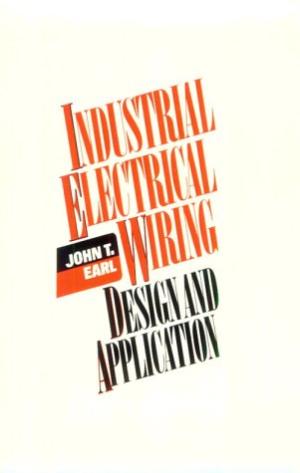 INDUSTRIAL
ELECTRICAL
WIRING
JOHN T.
EARL
DESIGN AND
APPLICATION